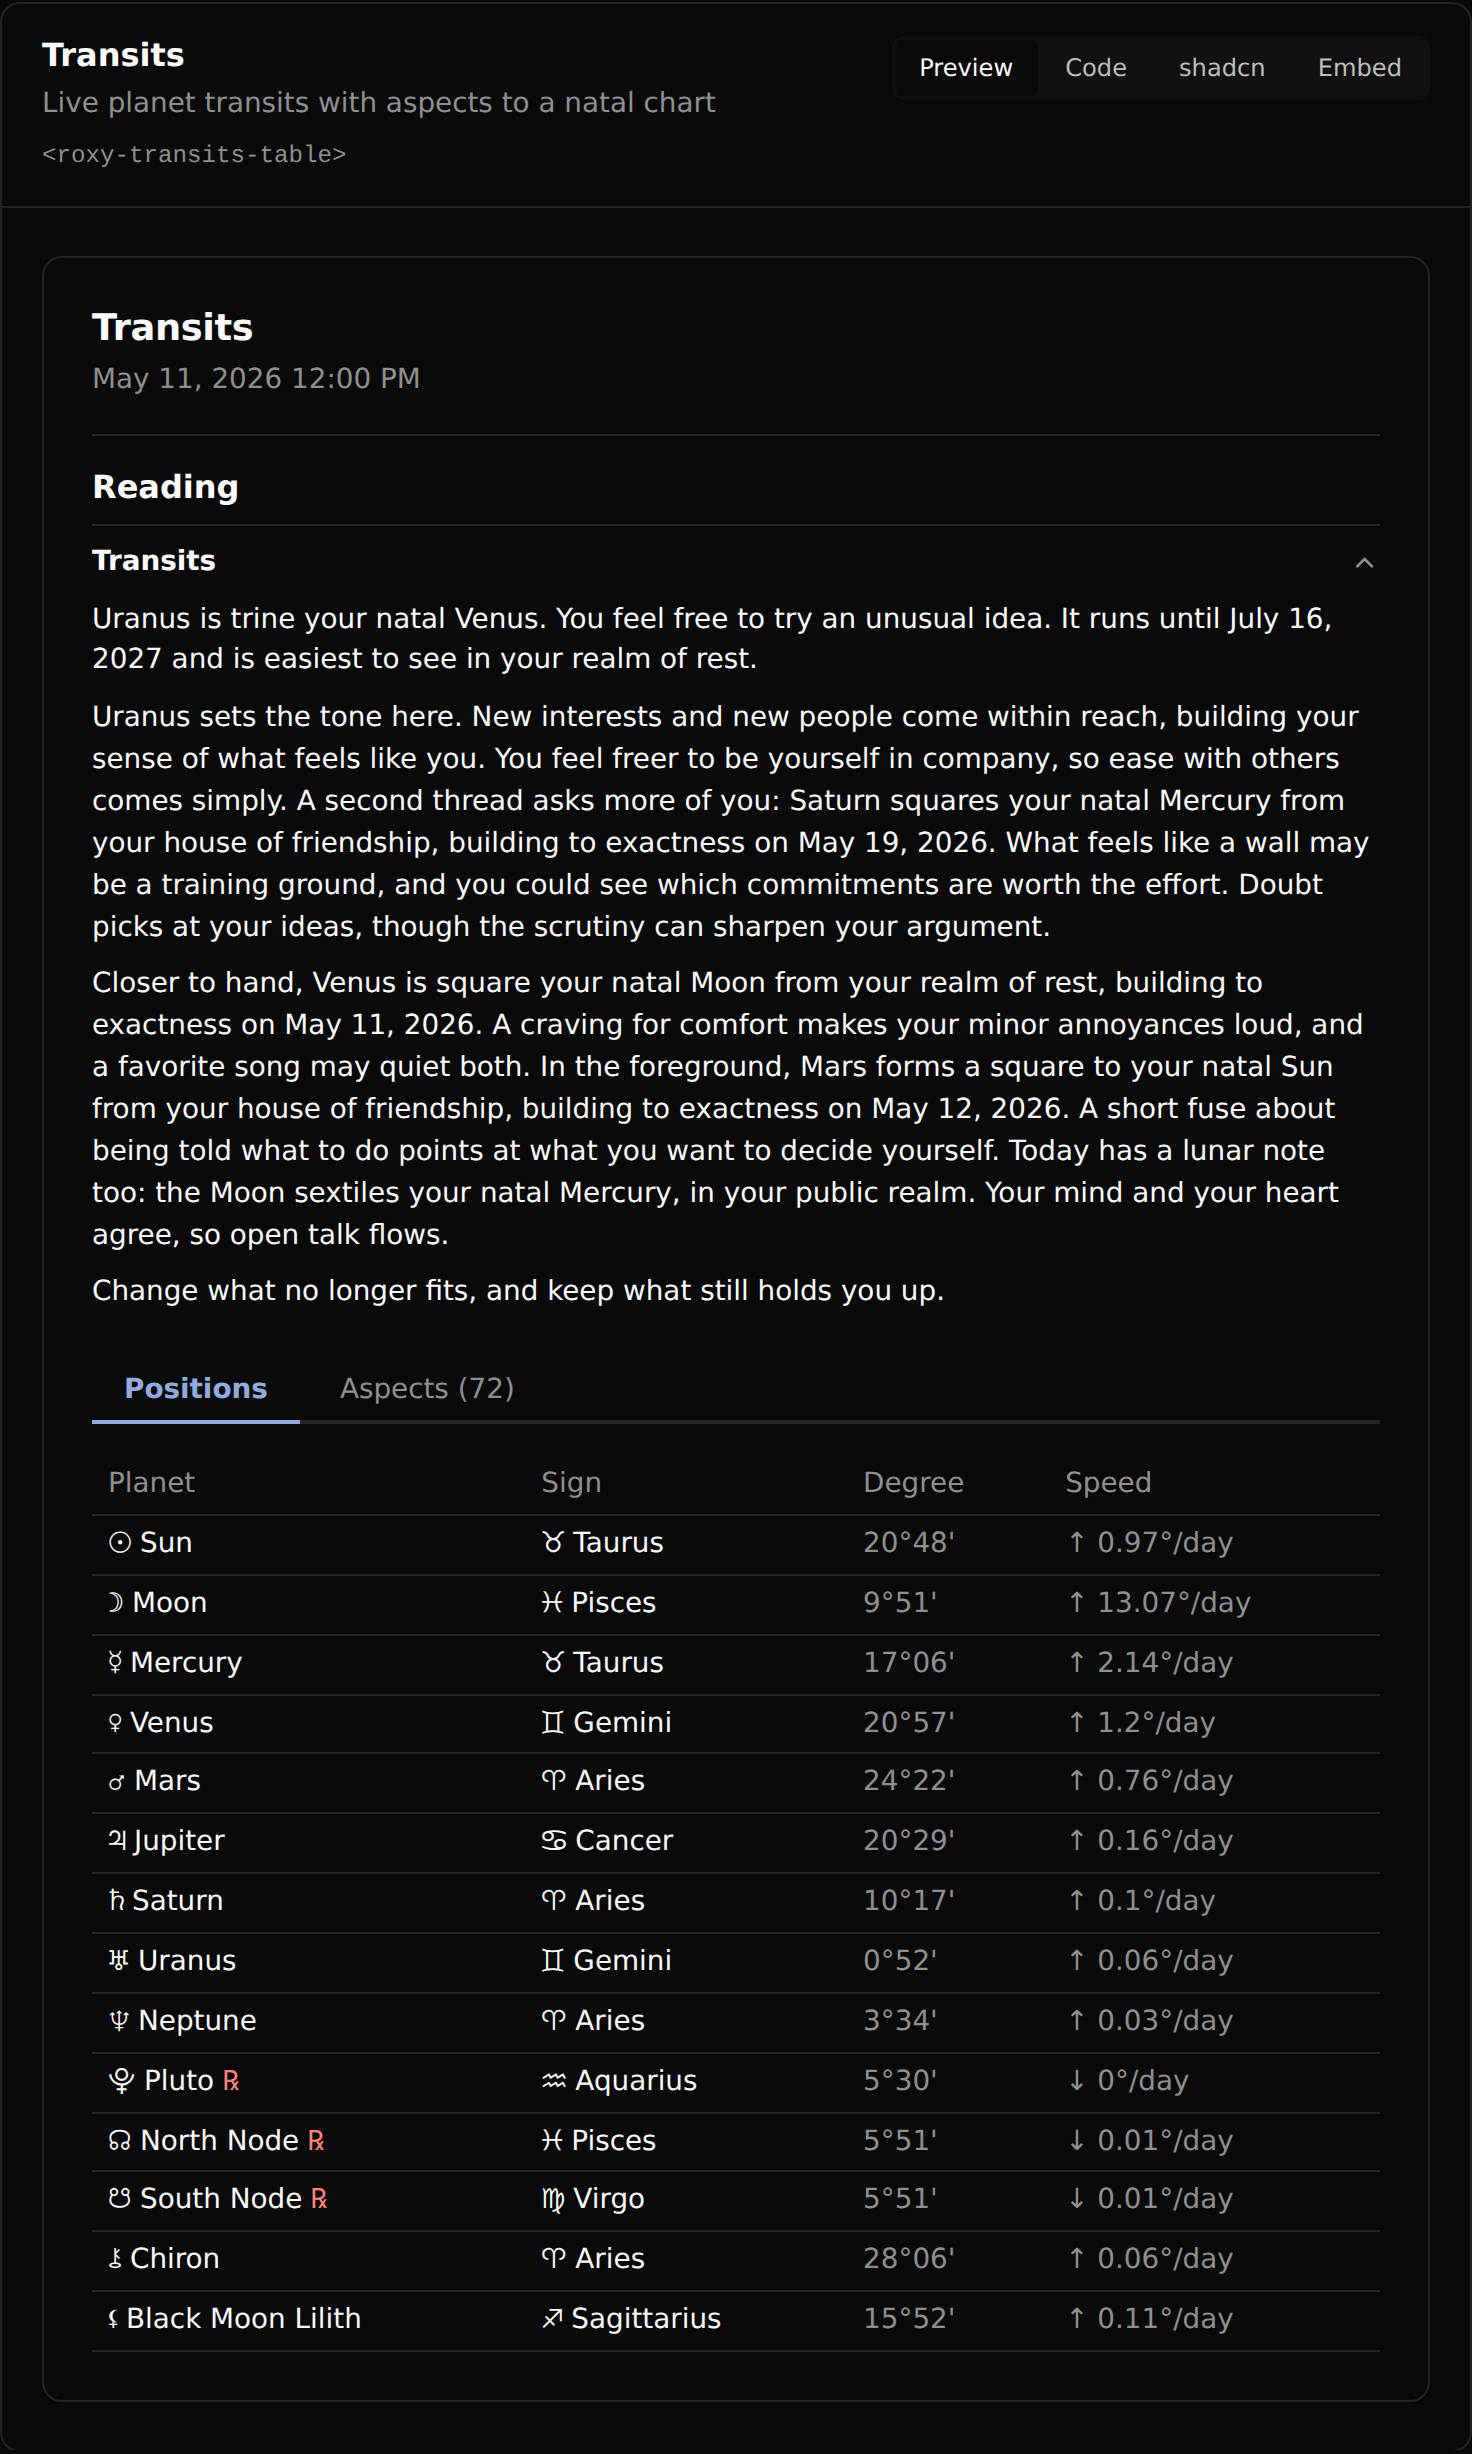 Transits
Live planet transits with aspects to a natal chart
<roxy-transits-table>
Preview Code shadcn Embed
Transits
May 11, 2026 12:00 PM
Reading
Transits
Uranus is trine your natal Venus. You feel free to try an unusual idea. It runs until July 16,
2027 and is easiest to see in your realm of rest.
Uranus sets the tone here. New interests and new people come within reach, building your
sense of what feels like you. You feel freer to be yourself in company, so ease with others
comes simply. A second thread asks more of you: Saturn squares your natal Mercury from
your house of friendship, building to exactness on May 19, 2026. What feels like a wall may
be a training ground, and you could see which commitments are worth the effort. Doubt
picks at your ideas, though the scrutiny can sharpen your argument.
Closer to hand, Venus is square your natal Moon from your realm of rest, building to
exactness on May 11, 2026. A craving for comfort makes your minor annoyances loud, and
a favorite song may quiet both. In the foreground, Mars forms a square to your natal Sun
from your house of friendship, building to exactness on May 12, 2026. A short fuse about
being told what to do points at what you want to decide yourself. Today has a lunar note
too: the Moon sextiles your natal Mercury, in your public realm. Your mind and your heart
agree, so open talk flows.
Change what no longer fits, and keep what still holds you up.
Positions Aspects (72)
Planet Sign Degree Speed
☉ Sun ♉ Taurus 20°48' ↑ 0.97°/day
☽ Moon ♓ Pisces 9°51' ↑ 13.07°/day
☿ Mercury ♉ Taurus 17°06' ↑ 2.14°/day
♀ Venus ♊ Gemini 20°57' ↑ 1.2°/day
♂ Mars ♈ Aries 24°22' ↑ 0.76°/day
♃ Jupiter ♋ Cancer 20°29' ↑ 0.16°/day
♄ Saturn ♈ Aries 10°17' ↑ 0.1°/day
♅ Uranus ♊ Gemini 0°52' ↑ 0.06°/day
♆ Neptune ♈ Aries 3°34' ↑ 0.03°/day
⯓ Pluto ℞ ♒ Aquarius 5°30' ↓ 0°/day
☊ North Node ℞ ♓ Pisces 5°51' ↓ 0.01°/day
☋ South Node ℞ ♍ Virgo 5°51' ↓ 0.01°/day
⚷ Chiron ♈ Aries 28°06' ↑ 0.06°/day
⚸ Black Moon Lilith ♐ Sagittarius 15°52' ↑ 0.11°/day